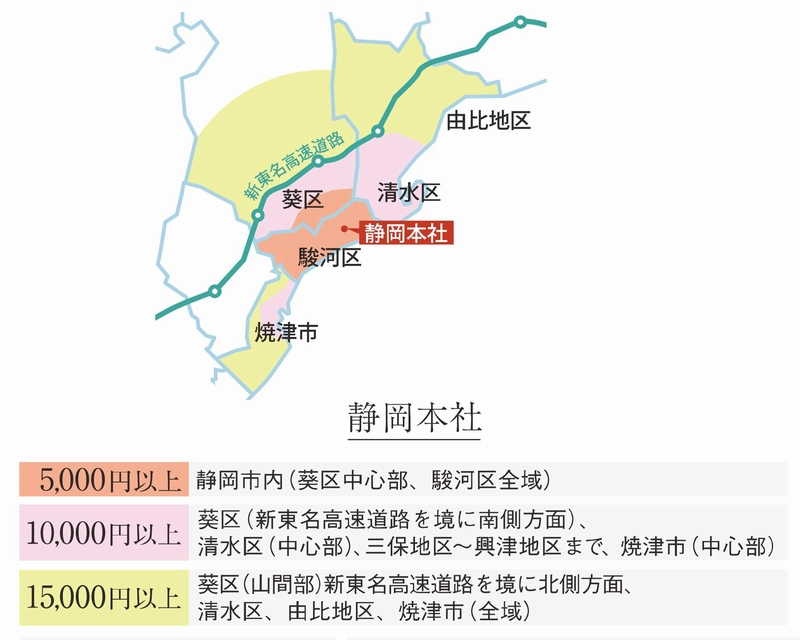 由比地区
新東名高速道路
葵区
清水区
静岡本社
駿河区
焼津市
静岡本社
5,000円以上
静岡市内（葵区中心部、駿河区全域）
10,000円以上
葵区（新東名高速道路を境に南側方面）、
清水区（中心部）、三保地区～興津地区まで、焼津市（中心部）
15,000円以上
葵区（山間部）新東名高速道路を境に北側方面、
清水区、由比地区、焼津市（全域）